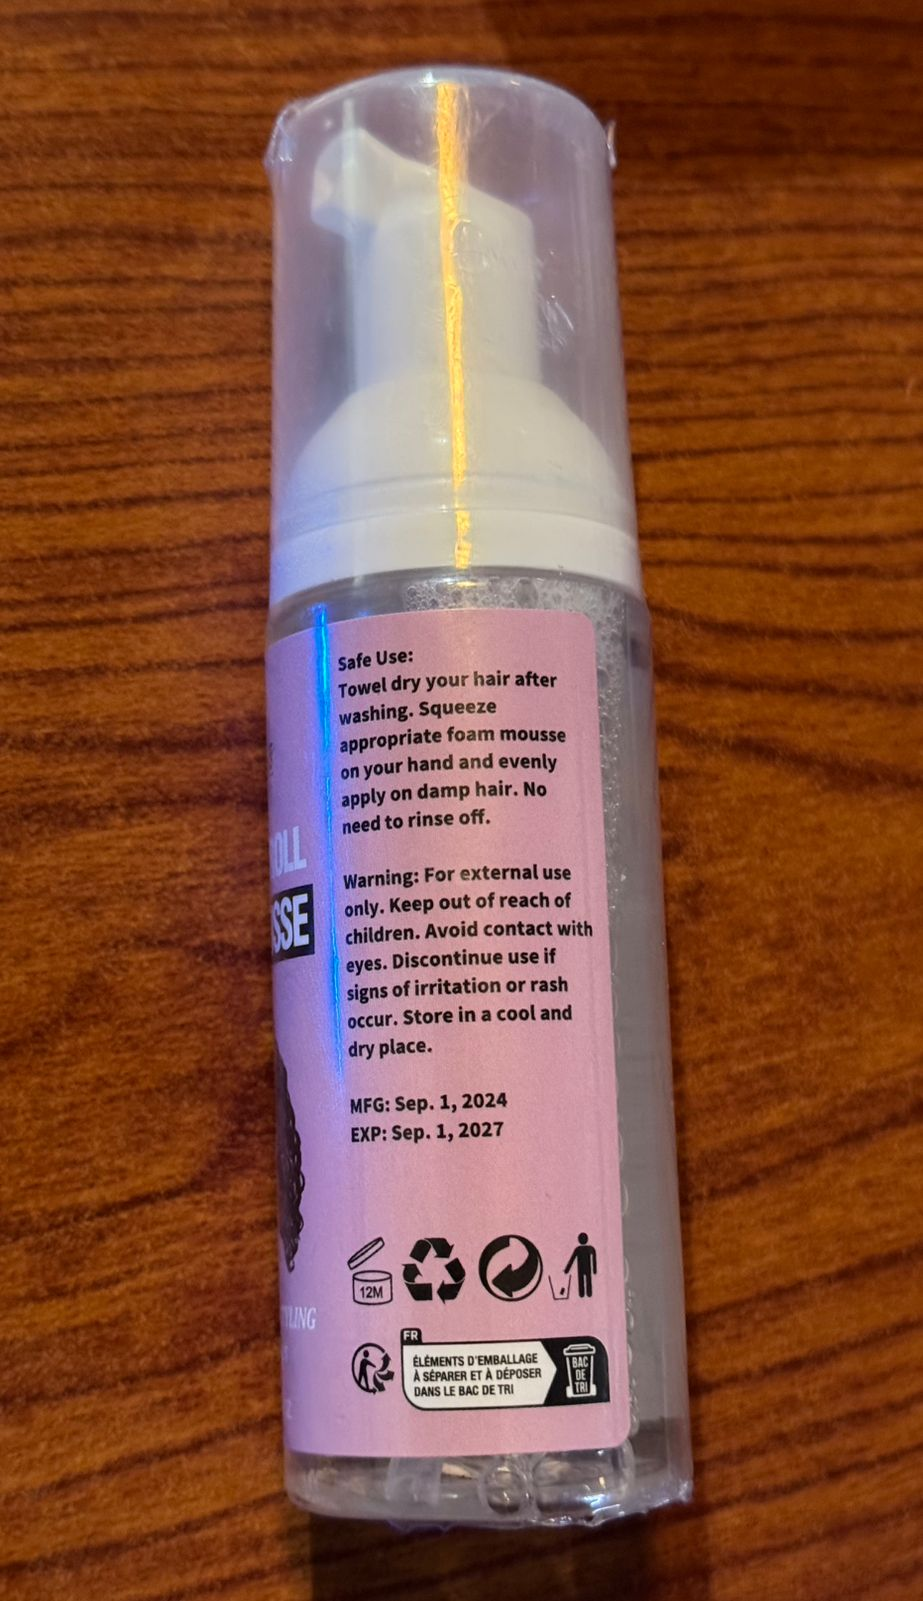 Safe Use:
Towel dry your hair after
washing. Squeeze
appropriate foam mousse
on your hand and evenly
apply on damp hair. No
need to rinse off.
Warning: For external use
only. Keep out of reach of
children. Avoid contact with
eyes. Discontinue use if
signs of irritation or rash
occur. Store in a cool and
dry place.
MFG: Sep. 1, 2024
EXP: Sep. 1, 2027
12M
FR
ÉLÉMENTS D'EMBALLAGE
À SÉPARER ET À DÉPOSER
DANS LE BAC DE TRI
BAC
DE
TRI